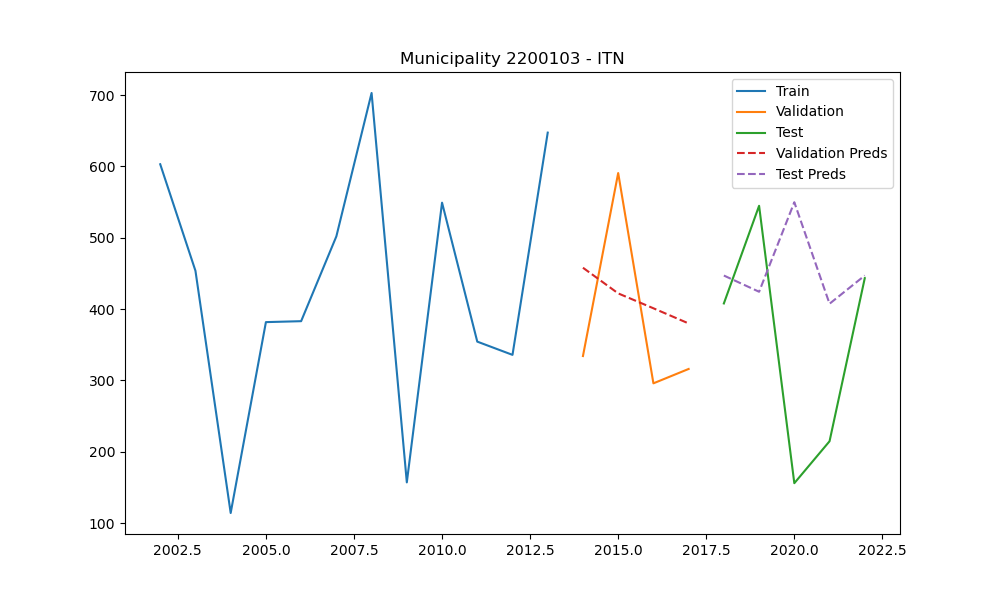 Municipality 2200103 - ITN
Train
Validation
Test
Validation Preds
Test Preds
700
600
500
400
300
200
100
2002.5 2005.0 2007.5 2010.0 2012.5 2015.0 2017.5 2020.0 2022.5